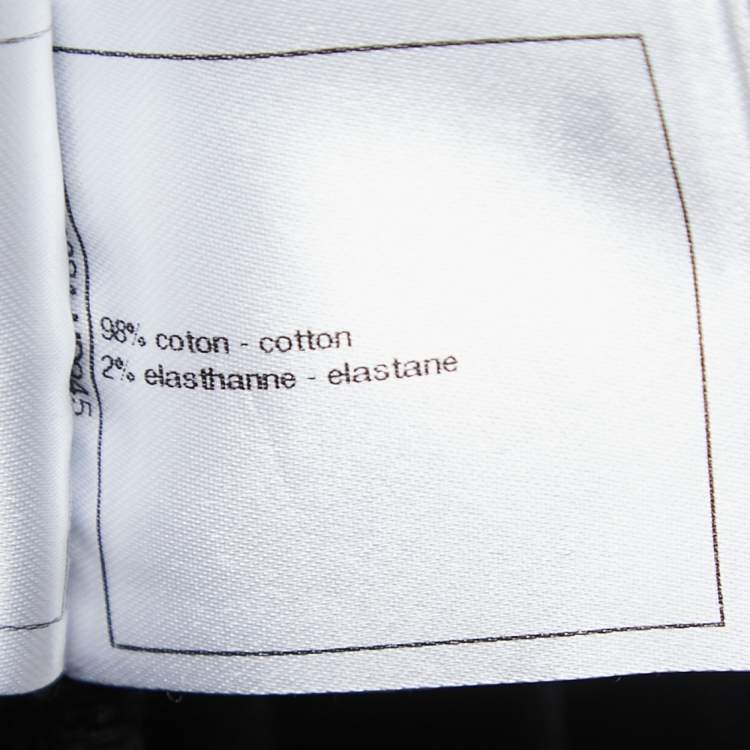 98% coton - cotton
2% elasthanne - elastane